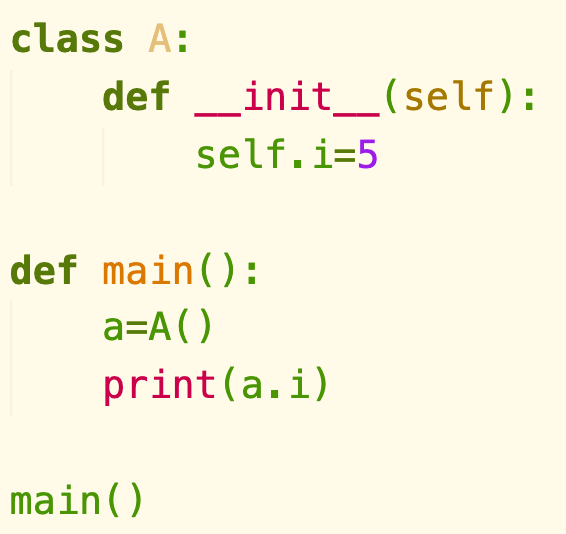 class A:
    def __init__(self):
        self.i=5

def main():
    a=A()
    print(a.i)

main()